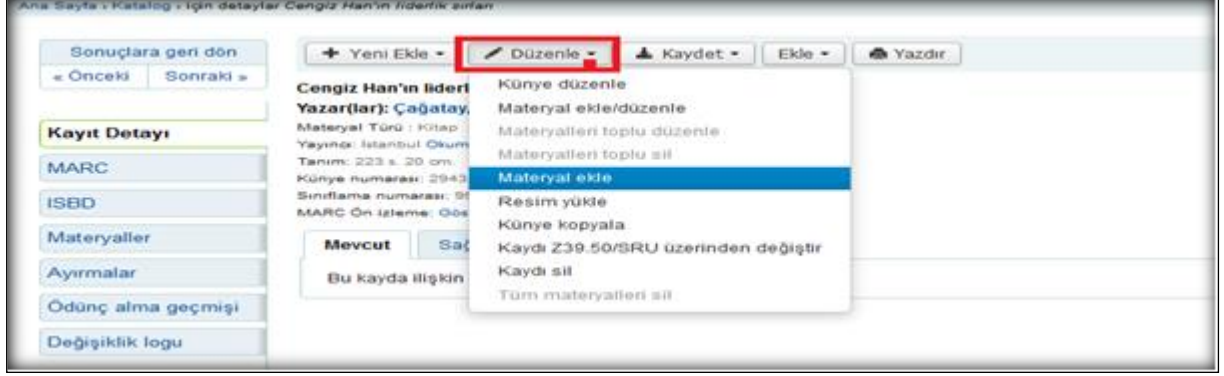 Ana Sayfa › Katalog › için detaylar Cengiz Han'ın liderlik sırları
Sonuçlara geri dön
« Önceki Sonraki »
Kayıt Detayı
MARC
ISBD
Materyaller
Ayırmalar
Ödünç alma geçmişi
Değişiklik logu
+ Yeni Ekle Düzenle Kaydet Ekle Yazdır
Cengiz Han'ın liderl
Yazar(lar): Çağatay,
Materyal Türü : Kitap
Yayıncı: İstanbul Okum
Tanım: 223 s. 20 cm.
Künye numarası: 2943
Sınıflama numarası:
MARC Ön izleme: Gös
Mevcut Sağ
Bu kayda ilişkin
Künye düzenle
Materyal ekle/düzenle
Materyalleri toplu düzenle
Materyalleri toplu sil
Materyal ekle
Resim yükle
Künye kopyala
Kaydı Z39.50/SRU üzerinden değiştir
Kaydı sil
Tüm materyalleri sil